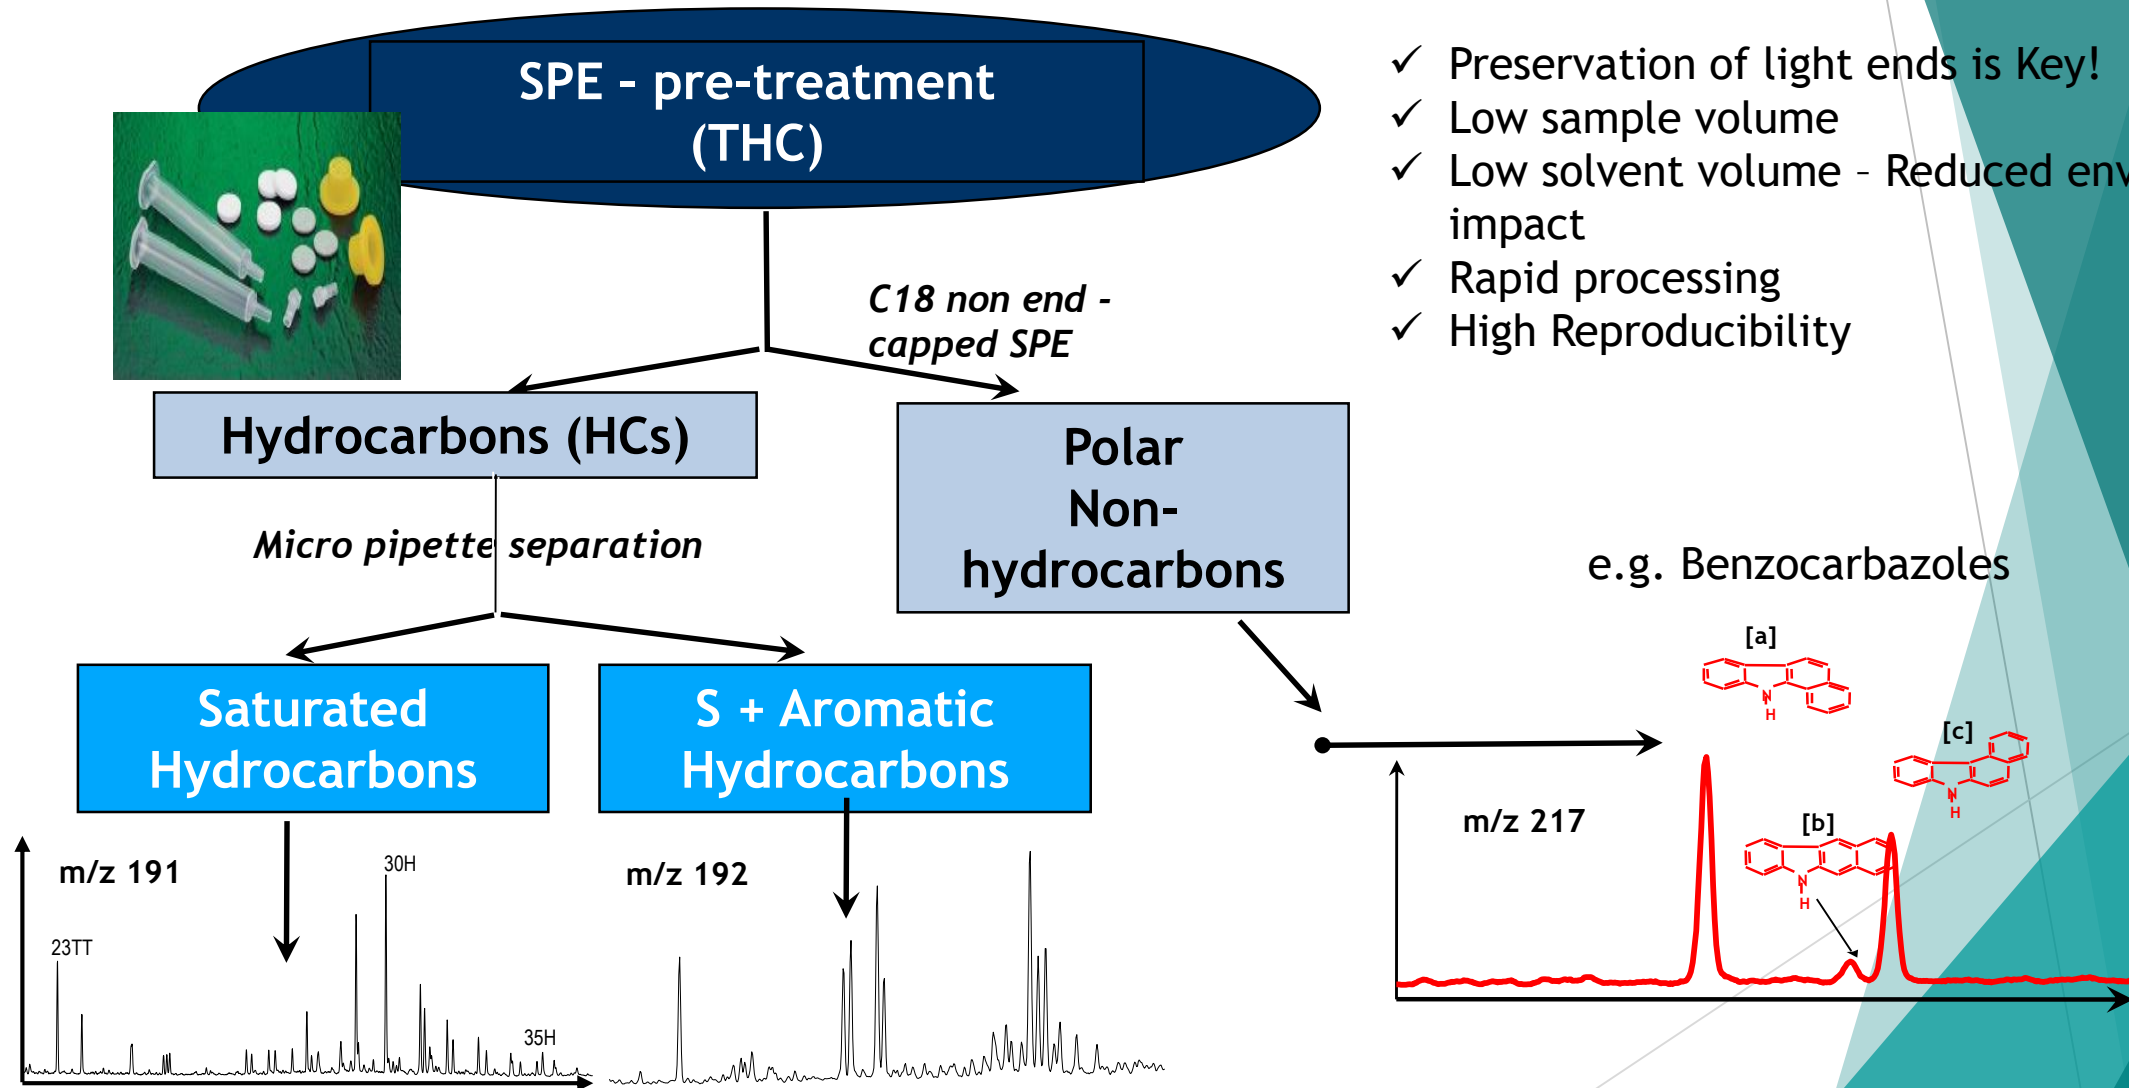 SPE - pre-treatment
(THC)
✓ Preservation of light ends is Key!
✓ Low sample volume
✓ Low solvent volume – Reduced env
impact
✓ Rapid processing
✓ High Reproducibility
C18 non end -
capped SPE
Hydrocarbons (HCs)
Polar
Non-
hydrocarbons
Micro pipette separation
e.g. Benzocarbazoles
Saturated
Hydrocarbons
S + Aromatic
Hydrocarbons
[a]
N
H
[c]
N
H
[b]
N
H
m/z 217
m/z 191
23TT
30H
35H
m/z 192